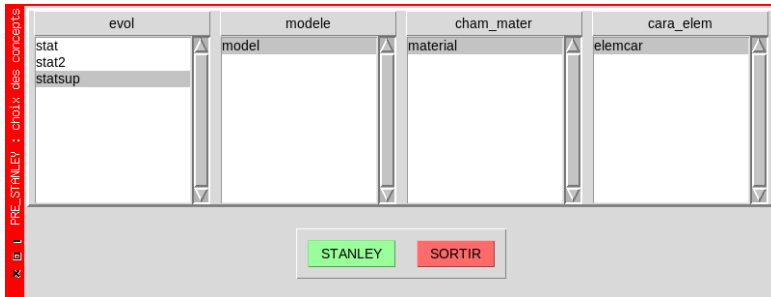 PRE_STANLEY : choix des concepts
evol modele cham_mater cara_elem
stat model material elemcar
stat2
statsup
STANLEY SORTIR